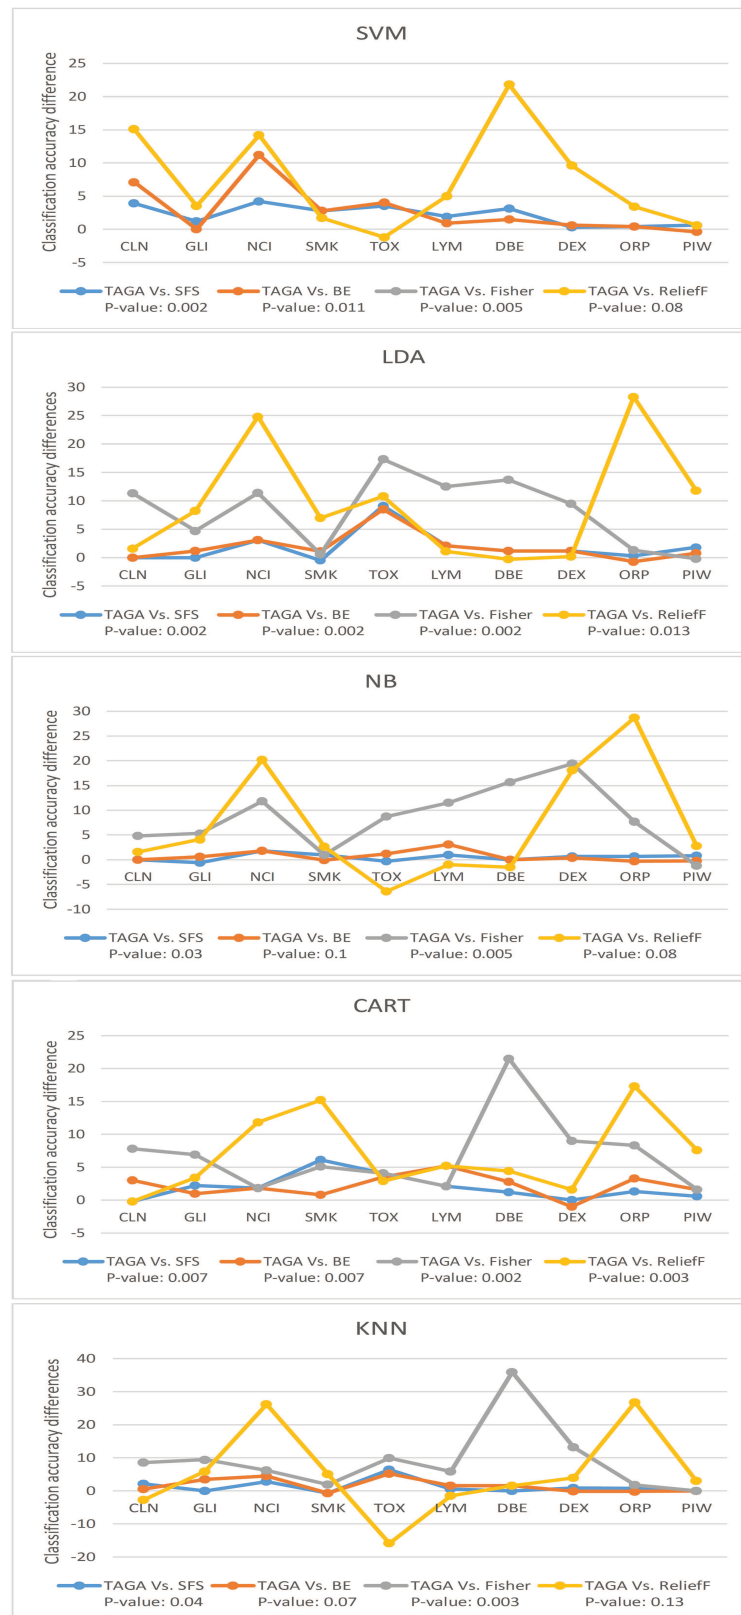 SVM
Classification accuracy difference
25
20
15
10
5
0
-5
CLN GLI NCI SMK TOX LYM DBE DEX ORP PIW
TAGA Vs. SFS TAGA Vs. BE TAGA Vs. Fisher TAGA Vs. ReliefF
P-value: 0.002 P-value: 0.011 P-value: 0.005 P-value: 0.08
LDA
Classification accuracy differences
30
25
20
15
10
5
0
-5
CLN GLI NCI SMK TOX LYM DBE DEX ORP PIW
TAGA Vs. SFS TAGA Vs. BE TAGA Vs. Fisher TAGA Vs. ReliefF
P-value: 0.002 P-value: 0.002 P-value: 0.002 P-value: 0.013
NB
Classification accuracy difference
30
25
20
15
10
5
0
-5
-10
CLN GLI NCI SMK TOX LYM DBE DEX ORP PIW
TAGA Vs. SFS TAGA Vs. BE TAGA Vs. Fisher TAGA Vs. ReliefF
P-value: 0.03 P-value: 0.1 P-value: 0.005 P-value: 0.08
CART
Classification accuracy difference
25
20
15
10
5
0
-5
CLN GLI NCI SMK TOX LYM DBE DEX ORP PIW
TAGA Vs. SFS TAGA Vs. BE TAGA Vs. Fisher TAGA Vs. ReliefF
P-value: 0.007 P-value: 0.007 P-value: 0.002 P-value: 0.003
KNN
Classification accuracy differences
40
30
20
10
0
-10
-20
CLN GLI NCI SMK TOX LYM DBE DEX ORP PIW
TAGA Vs. SFS TAGA Vs. BE TAGA Vs. Fisher TAGA Vs. ReliefF
P-value: 0.04 P-value: 0.07 P-value: 0.003 P-value: 0.13